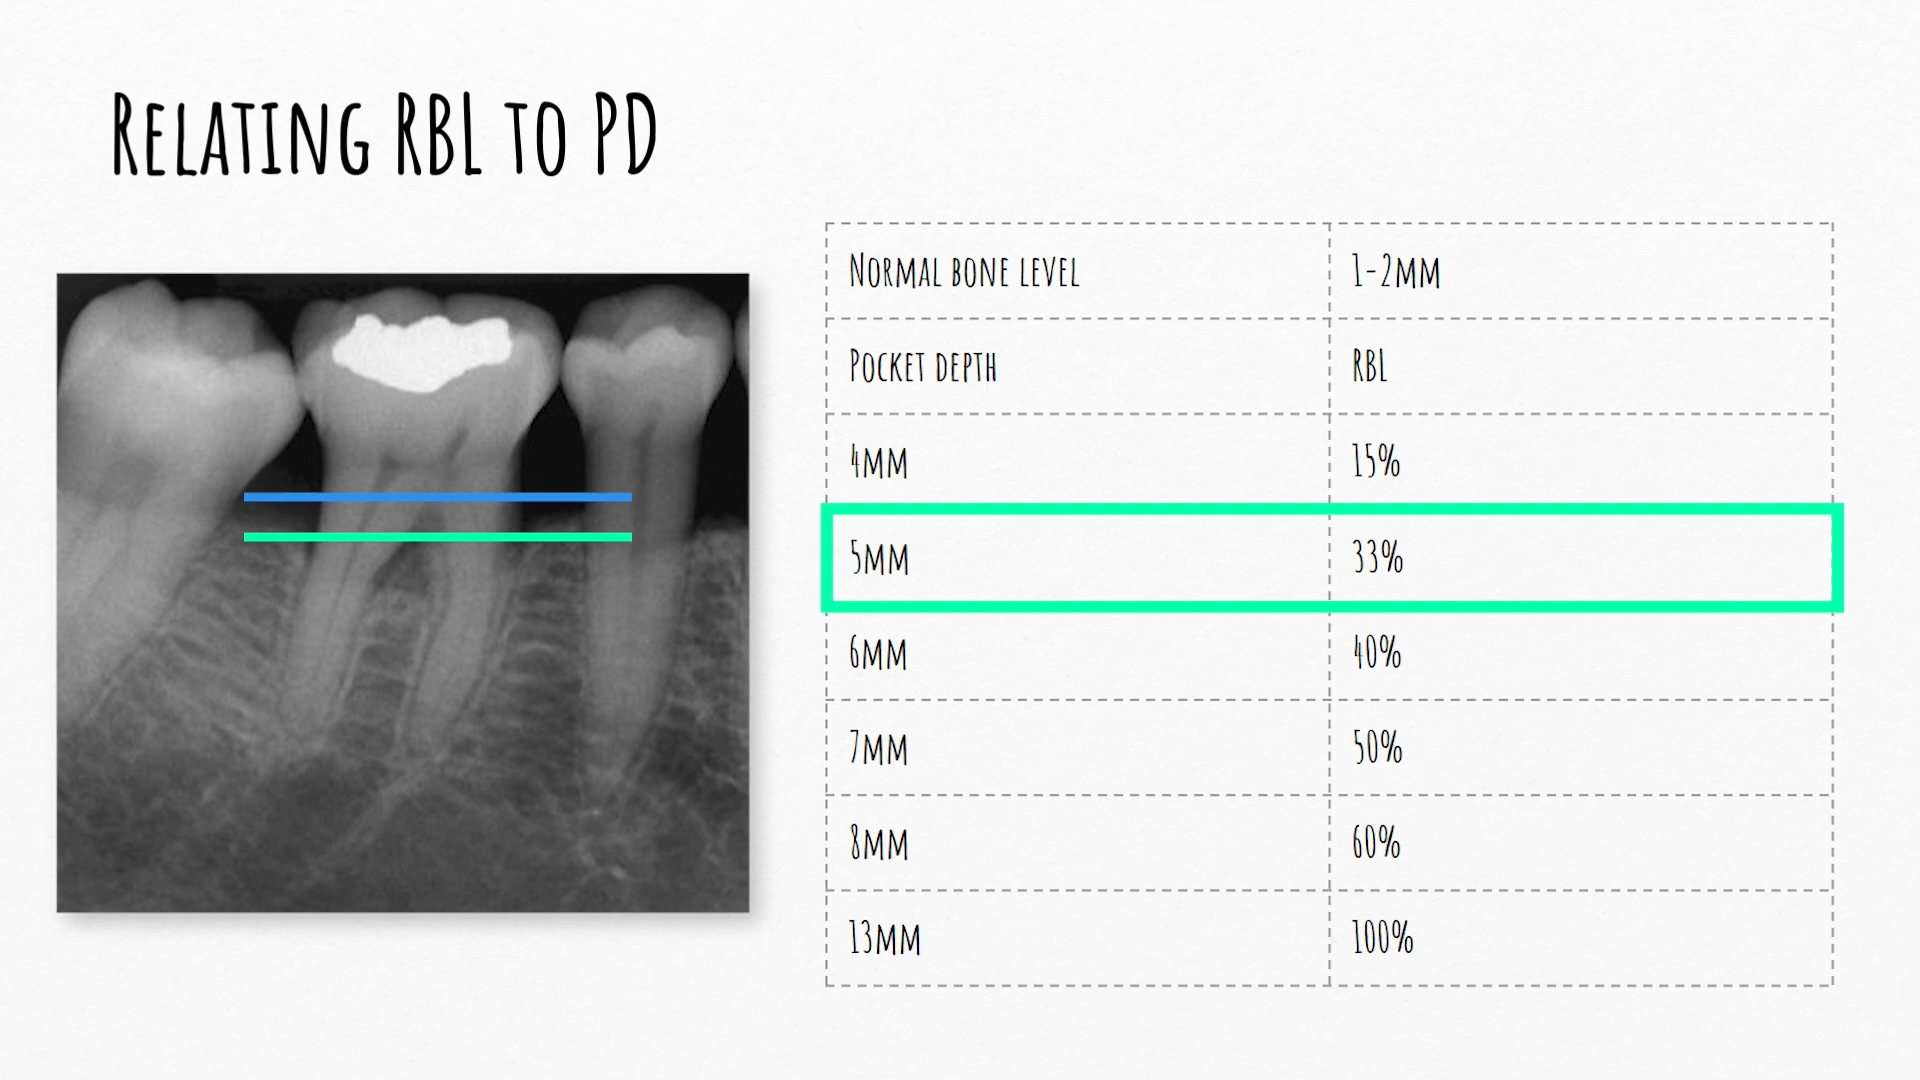 Relating RBL to PD
Normal bone level 1-2mm
Pocket depth RBL
4mm 15%
5mm 33%
6mm 40%
7mm 50%
8mm 60%
13mm 100%